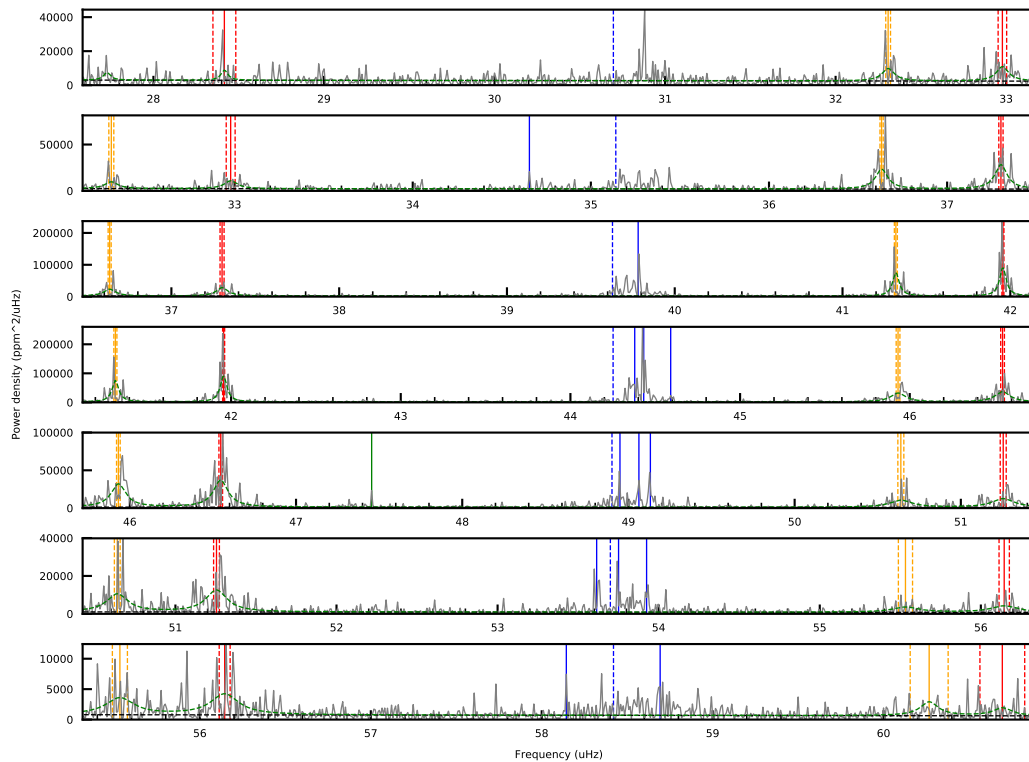 40000
20000
0
28 29 30 31 32 33
50000
0
33 34 35 36 37
200000
100000
0
37 38 39 40 41 42
200000
100000
0
42 43 44 45 46
100000
50000
0
46 47 48 49 50 51
40000
20000
0
51 52 53 54 55 56
10000
5000
0
56 57 58 59 60
Power density (ppm^2/uHz)
Frequency (uHz)